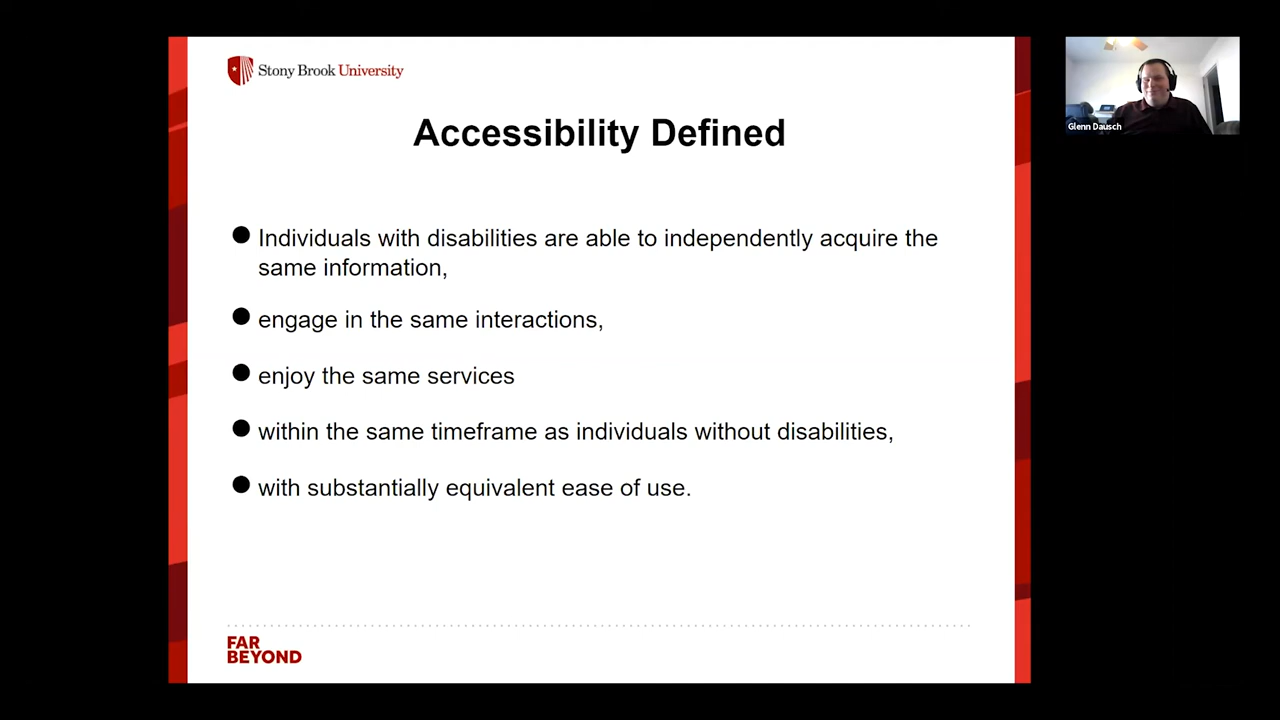 Stony Brook University
Accessibility Defined
Individuals with disabilities are able to independently acquire the
same information,
engage in the same interactions,
enjoy the same services
within the same timeframe as individuals without disabilities,
with substantially equivalent ease of use.
FAR
BEYOND
Glenn Dausch